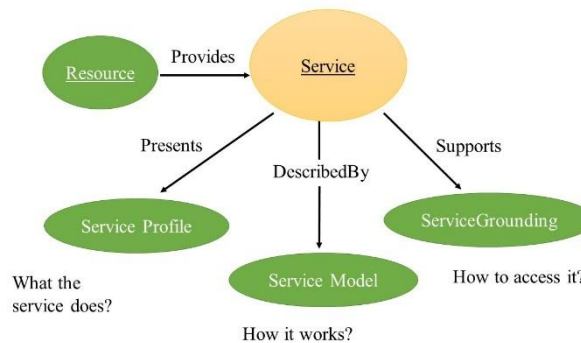 Provides
Resource
Service
Presents
DescribedBy
Supports
Service Profile
ServiceGrounding
Service Model
What the
service does?
How to access it?
How it works?